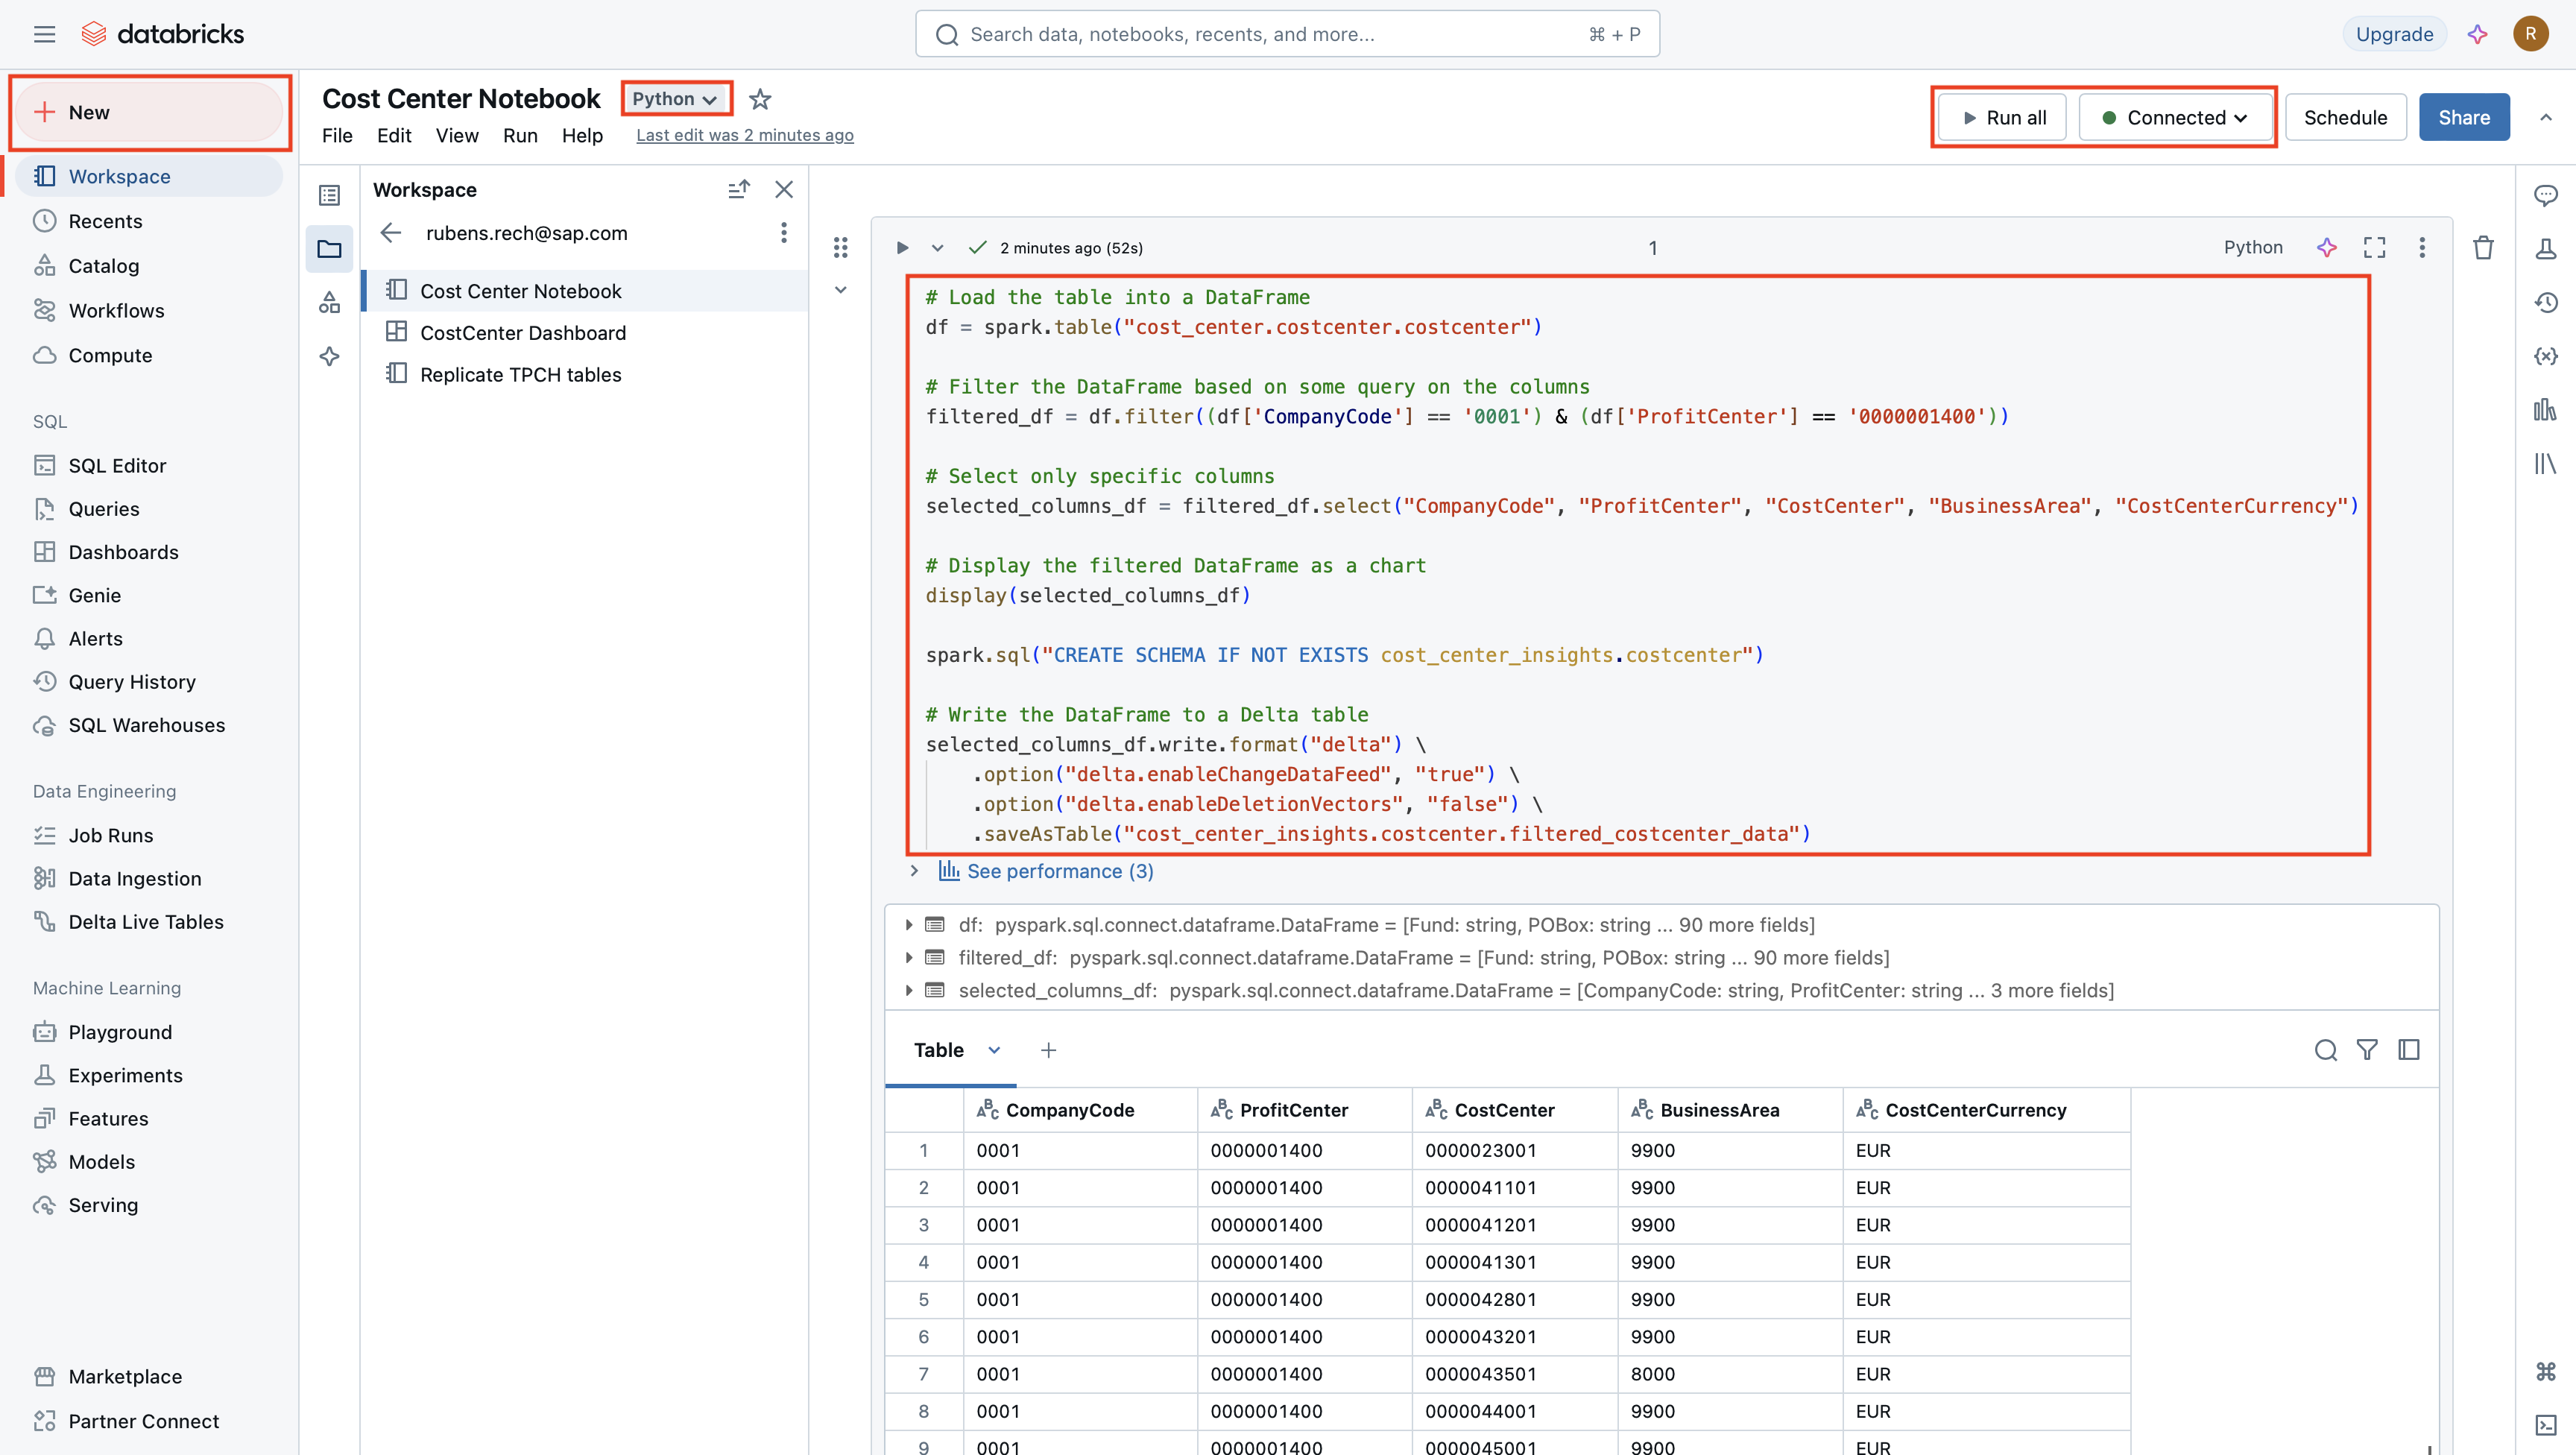 databricks
Search data, notebooks, recents, and more...
⌘ + P
Upgrade
R
New
Workspace
Recents
Catalog
Workflows
Compute
SQL
SQL Editor
Queries
Dashboards
Genie
Alerts
Query History
SQL Warehouses
Data Engineering
Job Runs
Data Ingestion
Delta Live Tables
Machine Learning
Playground
Experiments
Features
Models
Serving
Marketplace
Partner Connect
Cost Center Notebook
Python
File Edit View Run Help Last edit was 2 minutes ago
Run all
Connected
Schedule
Share
Workspace
rubens.rech@sap.com
Cost Center Notebook
CostCenter Dashboard
Replicate TPCH tables
2 minutes ago (52s)
1
Python
# Load the table into a DataFrame
df = spark.table("cost_center.costcenter.costcenter")
# Filter the DataFrame based on some query on the columns
filtered_df = df.filter((df['CompanyCode'] == '0001') & (df['ProfitCenter'] == '0000001400'))
# Select only specific columns
selected_columns_df = filtered_df.select("CompanyCode", "ProfitCenter", "CostCenter", "BusinessArea", "CostCenterCurrency")
# Display the filtered DataFrame as a chart
display(selected_columns_df)
spark.sql("CREATE SCHEMA IF NOT EXISTS cost_center_insights.costcenter")
# Write the DataFrame to a Delta table
selected_columns_df.write.format("delta") \
.option("delta.enableChangeDataFeed", "true") \
.option("delta.enableDeletionVectors", "false") \
.saveAsTable("cost_center_insights.costcenter.filtered_costcenter_data")
See performance (3)
df: pyspark.sql.connect.dataframe.DataFrame = [Fund: string, POBox: string ... 90 more fields]
filtered_df: pyspark.sql.connect.dataframe.DataFrame = [Fund: string, POBox: string ... 90 more fields]
selected_columns_df: pyspark.sql.connect.dataframe.DataFrame = [CompanyCode: string, ProfitCenter: string ... 3 more fields]
Table
CompanyCode ProfitCenter CostCenter BusinessArea CostCenterCurrency
1 0001 0000001400 0000023001 9900 EUR
2 0001 0000001400 0000041101 9900 EUR
3 0001 0000001400 0000041201 9900 EUR
4 0001 0000001400 0000041301 9900 EUR
5 0001 0000001400 0000042801 9900 EUR
6 0001 0000001400 0000043201 9900 EUR
7 0001 0000001400 0000043501 8000 EUR
8 0001 0000001400 0000044001 9900 EUR
9 0001 0000001400 0000045001 9900 EUR